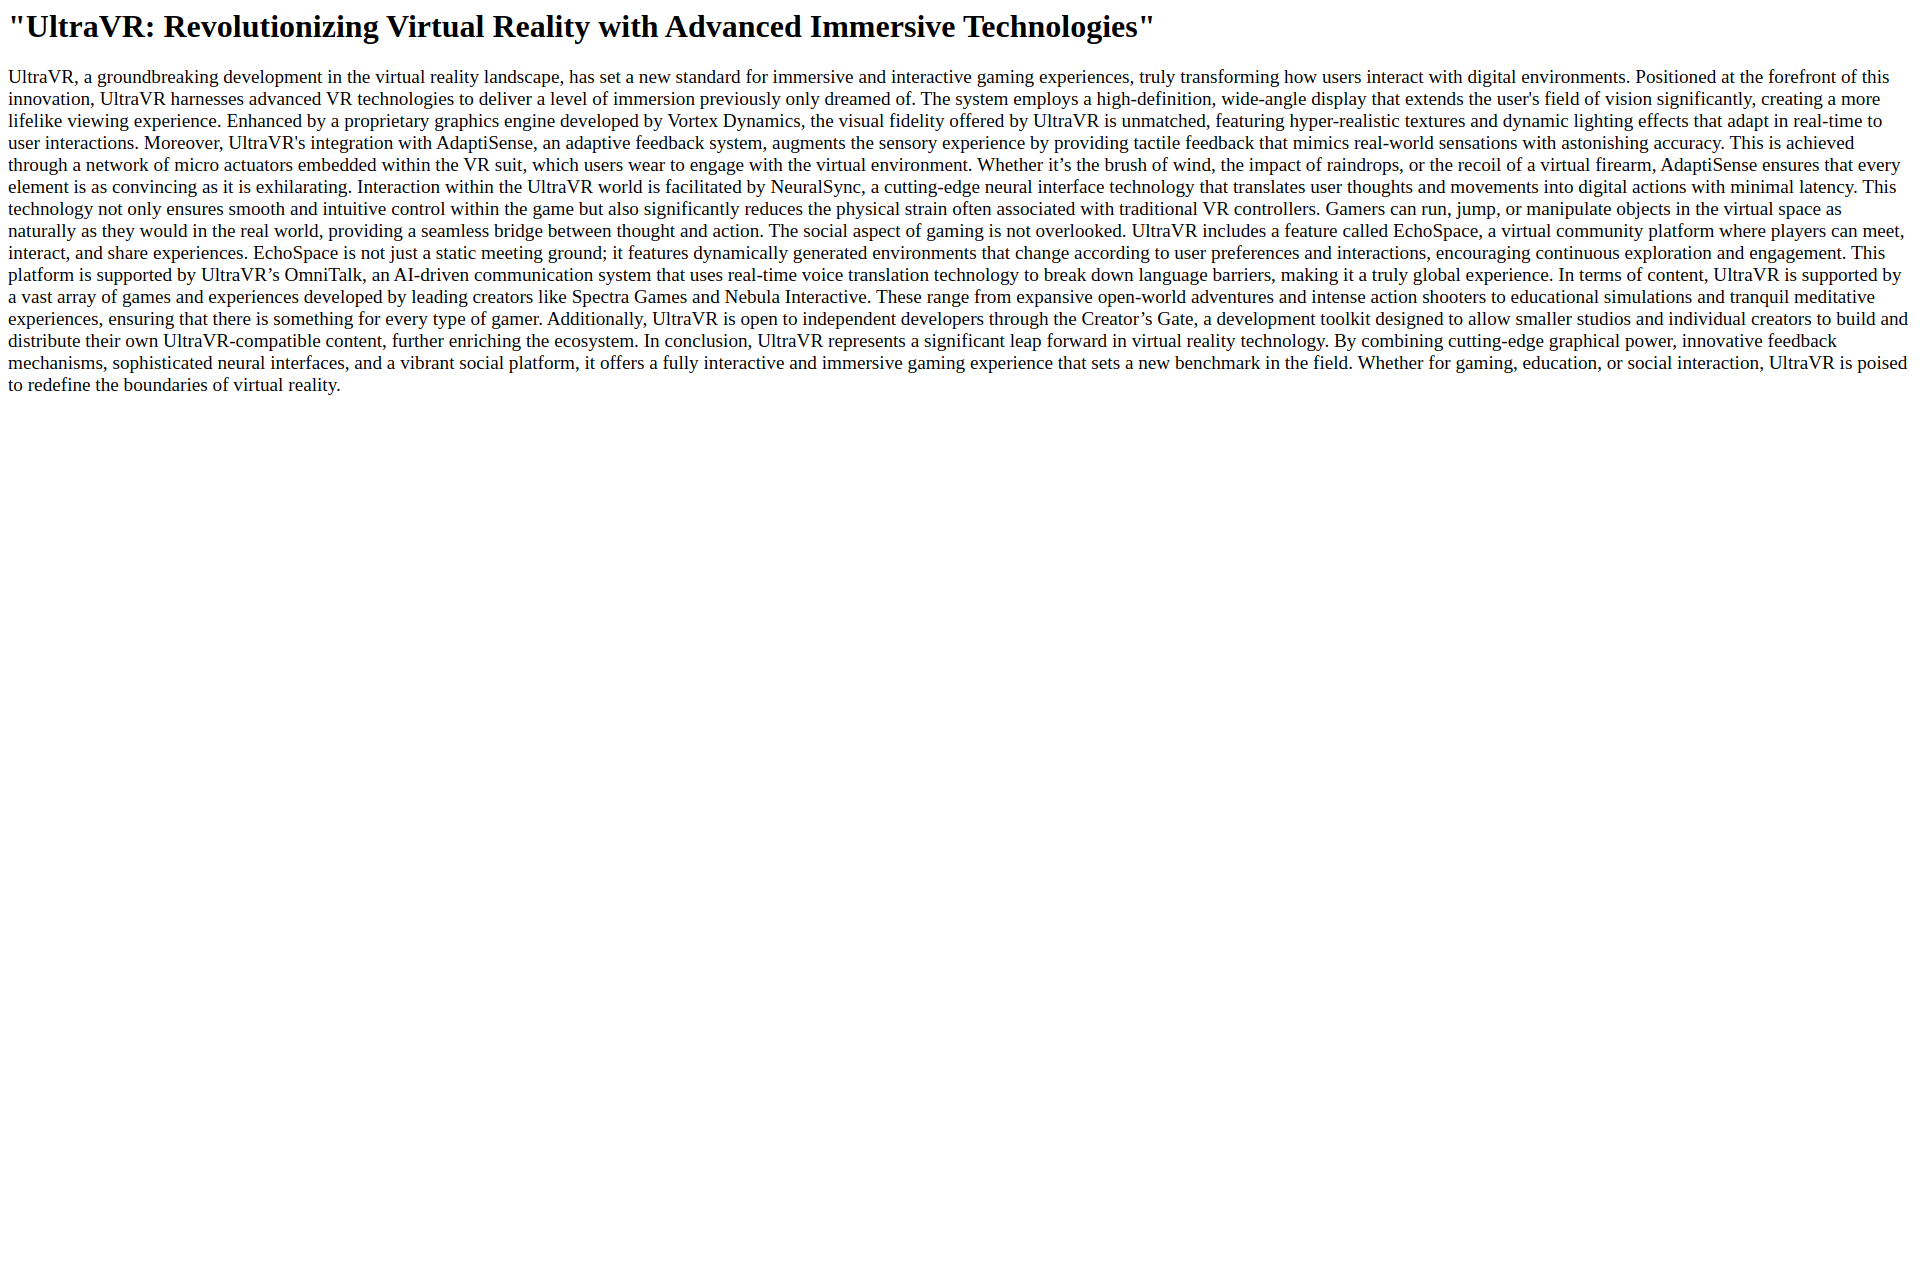 "UltraVR: Revolutionizing Virtual Reality with Advanced Immersive Technologies"
UltraVR, a groundbreaking development in the virtual reality landscape, has set a new standard for immersive and interactive gaming experiences, truly transforming how users interact with digital environments. Positioned at the forefront of this
innovation, UltraVR harnesses advanced VR technologies to deliver a level of immersion previously only dreamed of. The system employs a high-definition, wide-angle display that extends the user's field of vision significantly, creating a more
lifelike viewing experience. Enhanced by a proprietary graphics engine developed by Vortex Dynamics, the visual fidelity offered by UltraVR is unmatched, featuring hyper-realistic textures and dynamic lighting effects that adapt in real-time to
user interactions. Moreover, UltraVR's integration with AdaptiSense, an adaptive feedback system, augments the sensory experience by providing tactile feedback that mimics real-world sensations with astonishing accuracy. This is achieved
through a network of micro actuators embedded within the VR suit, which users wear to engage with the virtual environment. Whether it’s the brush of wind, the impact of raindrops, or the recoil of a virtual firearm, AdaptiSense ensures that every
element is as convincing as it is exhilarating. Interaction within the UltraVR world is facilitated by NeuralSync, a cutting-edge neural interface technology that translates user thoughts and movements into digital actions with minimal latency. This
technology not only ensures smooth and intuitive control within the game but also significantly reduces the physical strain often associated with traditional VR controllers. Gamers can run, jump, or manipulate objects in the virtual space as
naturally as they would in the real world, providing a seamless bridge between thought and action. The social aspect of gaming is not overlooked. UltraVR includes a feature called EchoSpace, a virtual community platform where players can meet,
interact, and share experiences. EchoSpace is not just a static meeting ground; it features dynamically generated environments that change according to user preferences and interactions, encouraging continuous exploration and engagement. This
platform is supported by UltraVR’s OmniTalk, an AI-driven communication system that uses real-time voice translation technology to break down language barriers, making it a truly global experience. In terms of content, UltraVR is supported by
a vast array of games and experiences developed by leading creators like Spectra Games and Nebula Interactive. These range from expansive open-world adventures and intense action shooters to educational simulations and tranquil meditative
experiences, ensuring that there is something for every type of gamer. Additionally, UltraVR is open to independent developers through the Creator’s Gate, a development toolkit designed to allow smaller studios and individual creators to build and
distribute their own UltraVR-compatible content, further enriching the ecosystem. In conclusion, UltraVR represents a significant leap forward in virtual reality technology. By combining cutting-edge graphical power, innovative feedback
mechanisms, sophisticated neural interfaces, and a vibrant social platform, it offers a fully interactive and immersive gaming experience that sets a new benchmark in the field. Whether for gaming, education, or social interaction, UltraVR is poised
to redefine the boundaries of virtual reality.